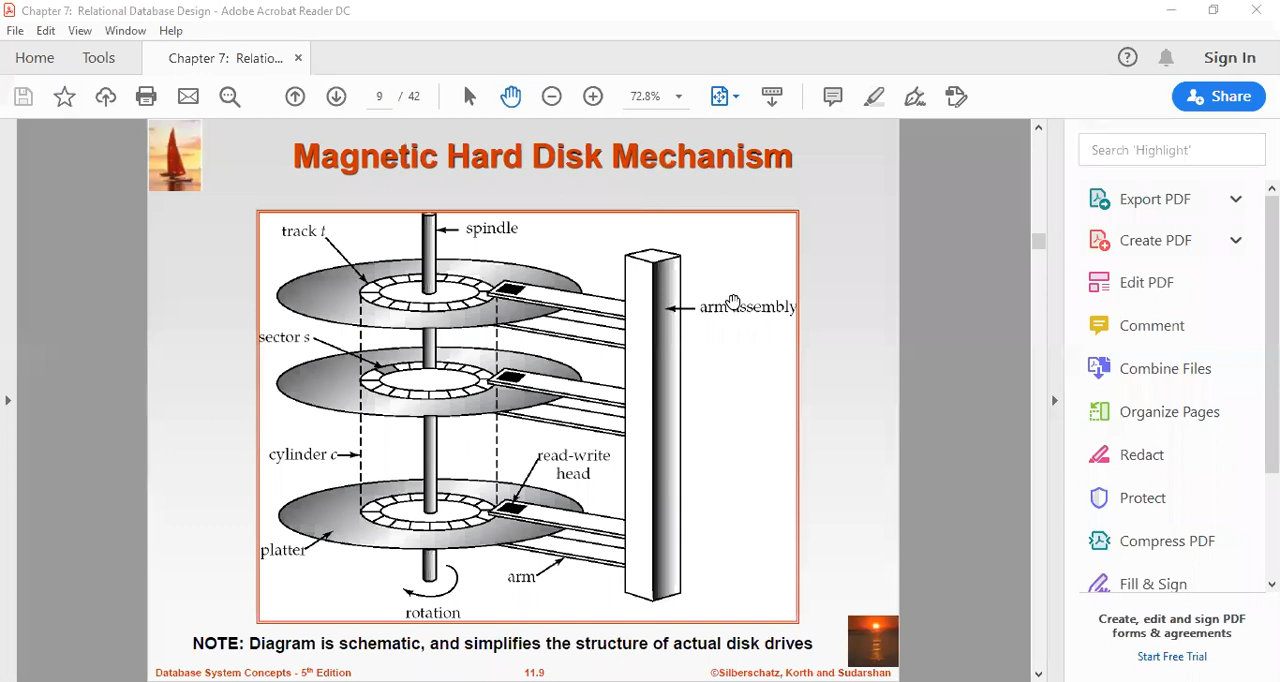 Chapter 7:  Relational Database Design - Adobe Acrobat Reader DC
File Edit View Window Help
Home Tools Chapter 7:  Relatio... × Sign In
9 / 42 72.8% Share
Magnetic Hard Disk Mechanism
track t
spindle
arm assembly
sector s
cylinder c
read-write
head
platter
arm
rotation
NOTE: Diagram is schematic, and simplifies the structure of actual disk drives
Database System Concepts - 5th Edition 11.9 ©Silberschatz, Korth and Sudarshan
Search 'Highlight'
Export PDF
Create PDF
Edit PDF
Comment
Combine Files
Organize Pages
Redact
Protect
Compress PDF
Fill & Sign
Create, edit and sign PDF
forms & agreements
Start Free Trial